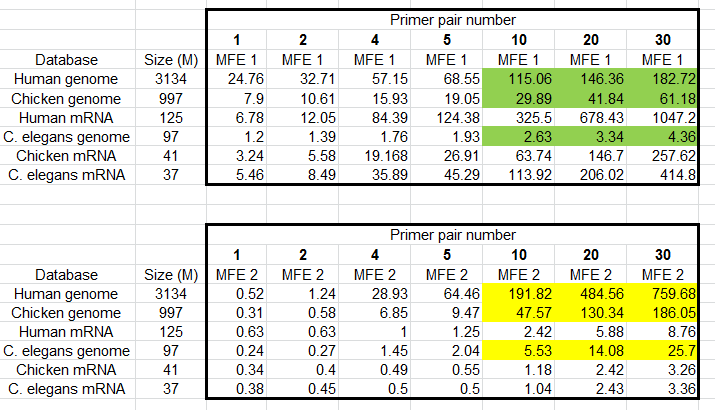 Primer pair number
1 2 4 5 10 20 30
Database Size (M) MFE 1 MFE 1 MFE 1 MFE 1 MFE 1 MFE 1 MFE 1
Human genome 3134 24.76 32.71 57.15 68.55 115.06 146.36 182.72
Chicken genome 997 7.9 10.61 15.93 19.05 29.89 41.84 61.18
Human mRNA 125 6.78 12.05 84.39 124.38 325.5 678.43 1047.2
C. elegans genome 97 1.2 1.39 1.76 1.93 2.63 3.34 4.36
Chicken mRNA 41 3.24 5.58 19.168 26.91 63.74 146.7 257.62
C. elegans mRNA 37 5.46 8.49 35.89 45.29 113.92 206.02 414.8
Primer pair number
1 2 4 5 10 20 30
Database Size (M) MFE 2 MFE 2 MFE 2 MFE 2 MFE 2 MFE 2 MFE 2
Human genome 3134 0.52 1.24 28.93 64.46 191.82 484.56 759.68
Chicken genome 997 0.31 0.58 6.85 9.47 47.57 130.34 186.05
Human mRNA 125 0.63 0.63 1 1.25 2.42 5.88 8.76
C. elegans genome 97 0.24 0.27 1.45 2.04 5.53 14.08 25.7
Chicken mRNA 41 0.34 0.4 0.49 0.55 1.18 2.42 3.26
C. elegans mRNA 37 0.38 0.45 0.5 0.5 1.04 2.43 3.36